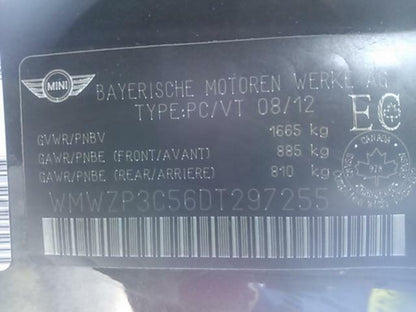 MINI
BAYERISCHE MOTOREN WERKE AG
TYPE:PC/VT 08/12
EC
GVWR/PNBV 1665 kg
GAWR/PNBE (FRONT/AVANT) 885 kg
GAWR/PNBE (REAR/ARRIERE) 810 kg
CANADA
WMWZP3C56DT297255